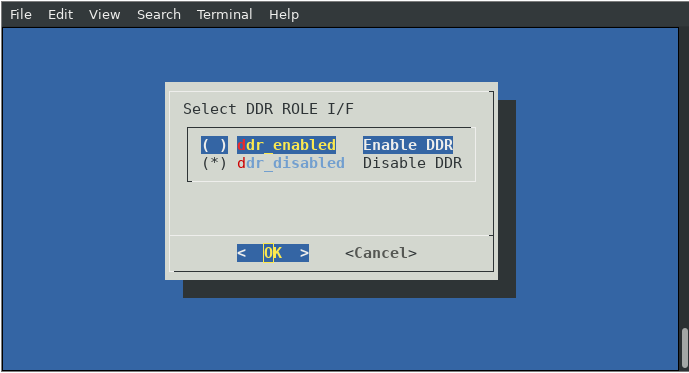 File Edit View Search Terminal Help
Select DDR ROLE I/F
( ) ddr_enabled Enable DDR
(*) ddr_disabled Disable DDR
< OK > <Cancel>